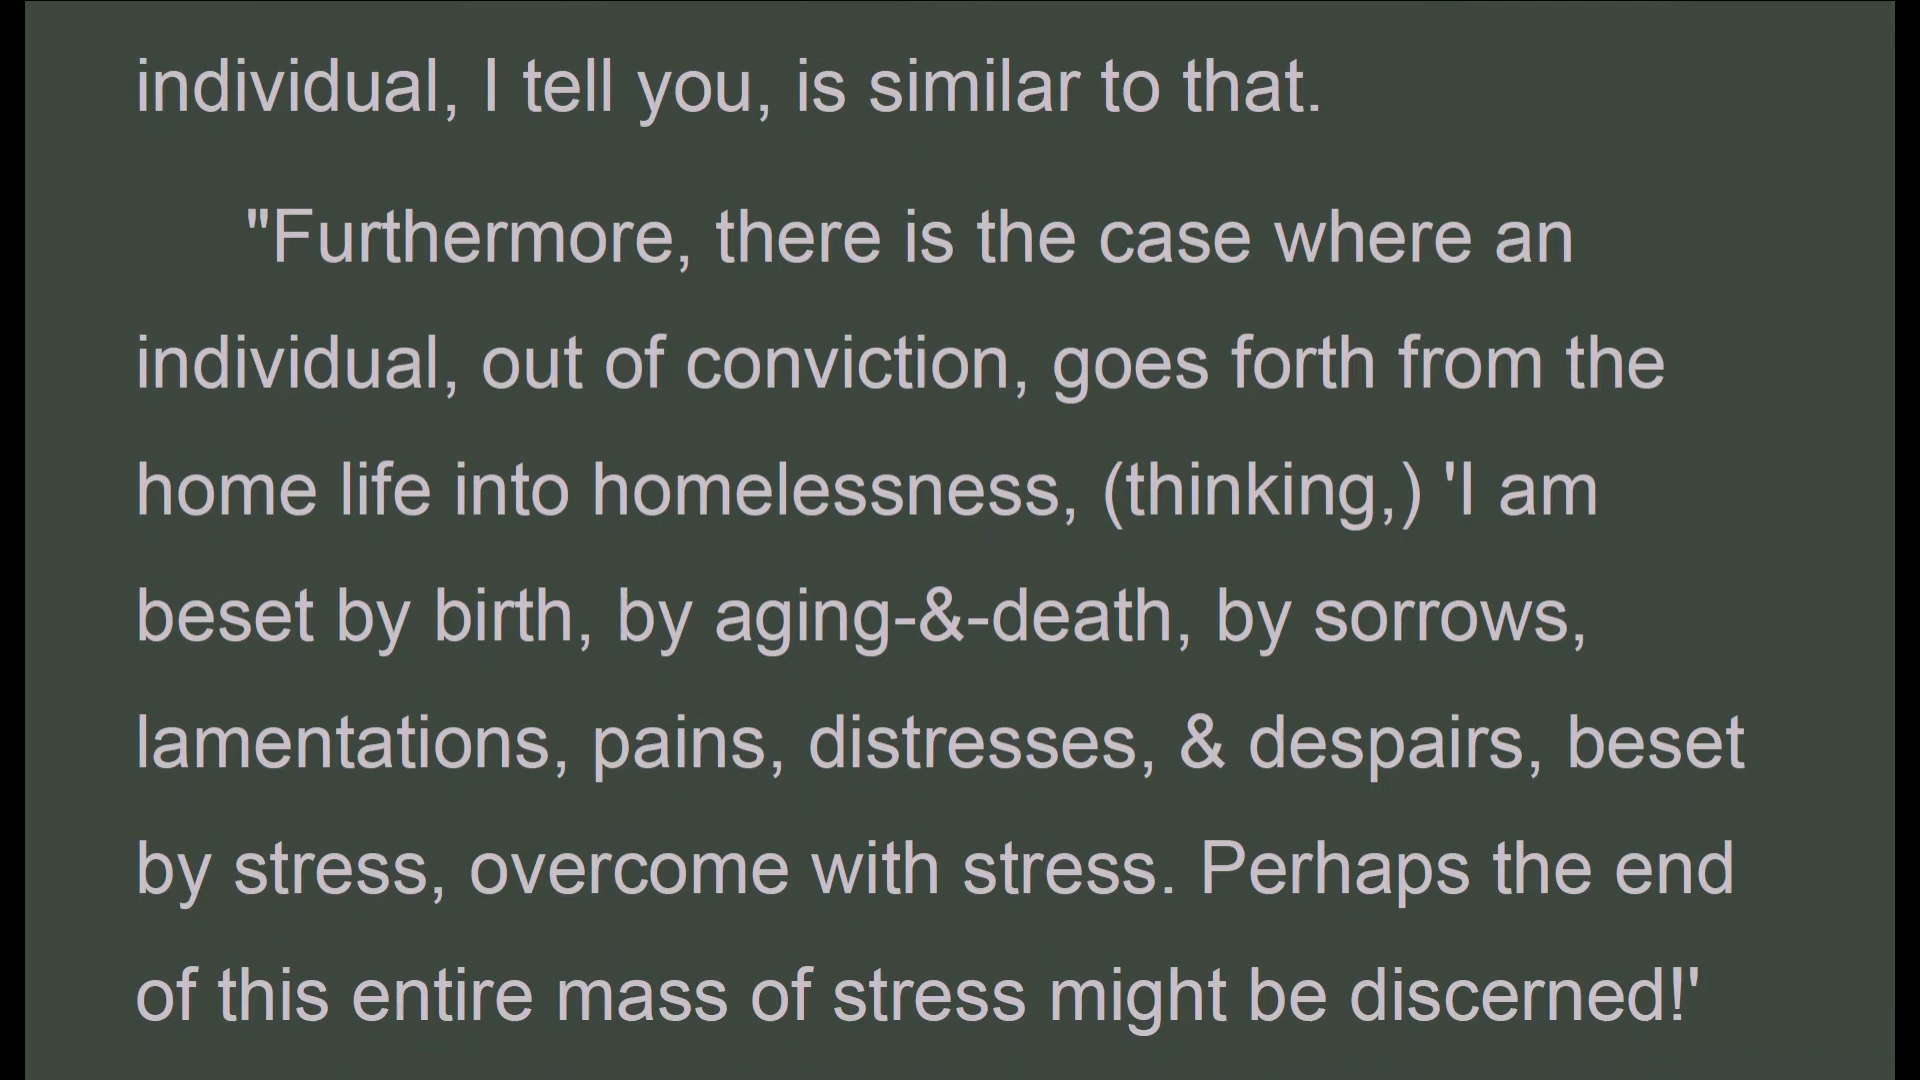 individual, I tell you, is similar to that.
"Furthermore, there is the case where an
individual, out of conviction, goes forth from the
home life into homelessness, (thinking,) 'I am
beset by birth, by aging-&-death, by sorrows,
lamentations, pains, distresses, & despairs, beset
by stress, overcome with stress. Perhaps the end
of this entire mass of stress might be discerned!'